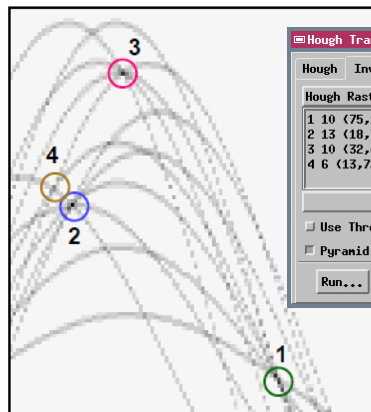 3
Hough Tra
Hough Inv
Hough Rast
1 10 (75,
2 13 (18,
3 10 (32,
4 6 (13,7
4
2
Use Thre
Pyramid
Run...
1